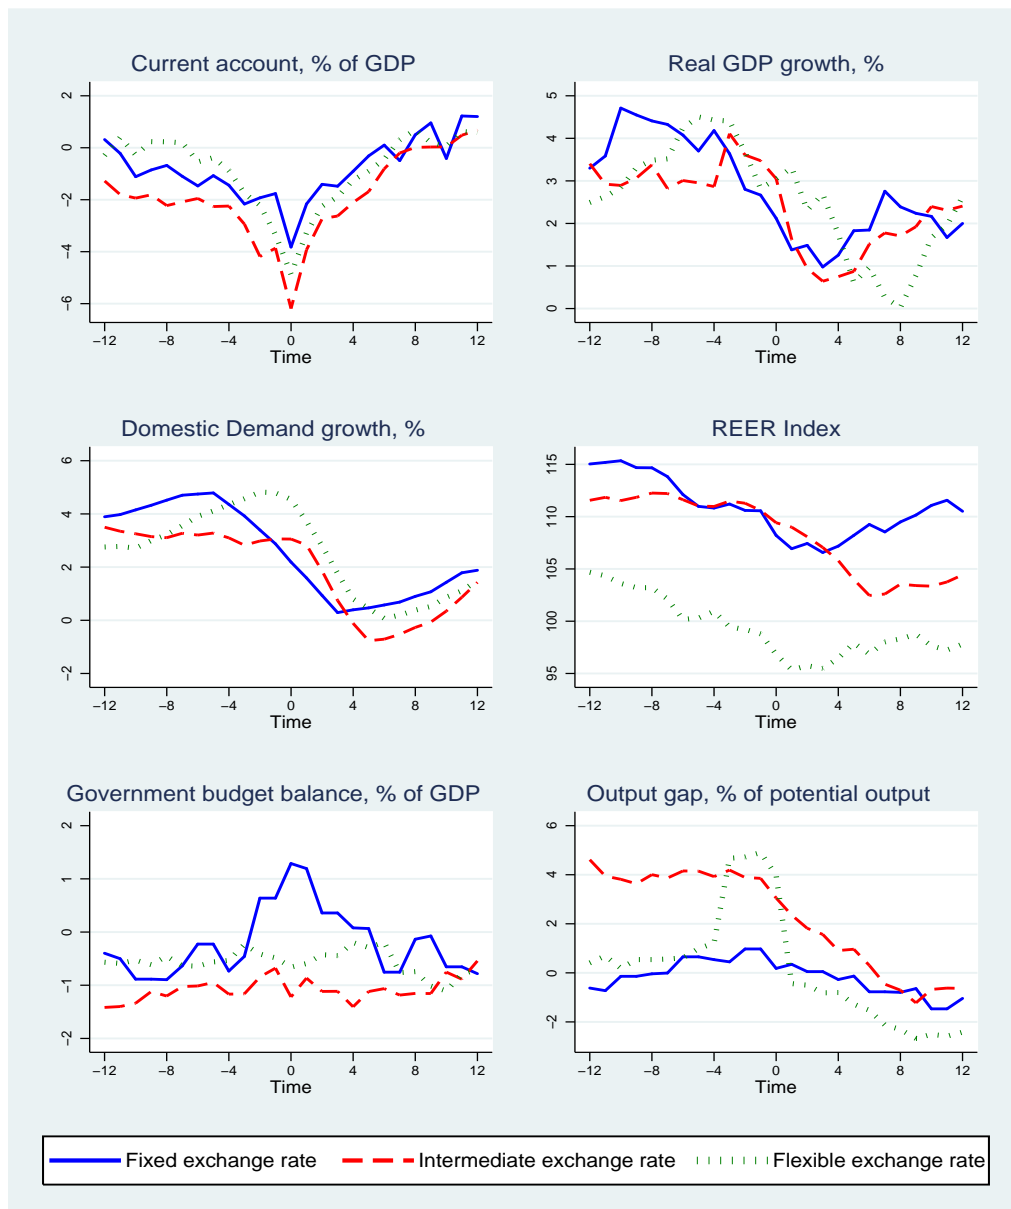 Current account, % of GDP
Real GDP growth, %
2
0
−2
−4
−6
−12 −8 −4 0 4 8 12
Time
5
4
3
2
1
0
−12 −8 −4 0 4 8 12
Time
Domestic Demand growth, %
REER Index
6
4
2
0
−2
−12 −8 −4 0 4 8 12
Time
115
110
105
100
95
−12 −8 −4 0 4 8 12
Time
Government budget balance, % of GDP
Output gap, % of potential output
2
1
0
−1
−2
−12 −8 −4 0 4 8 12
Time
6
4
2
0
−2
−12 −8 −4 0 4 8 12
Time
Fixed exchange rate Intermediate exchange rate Flexible exchange rate